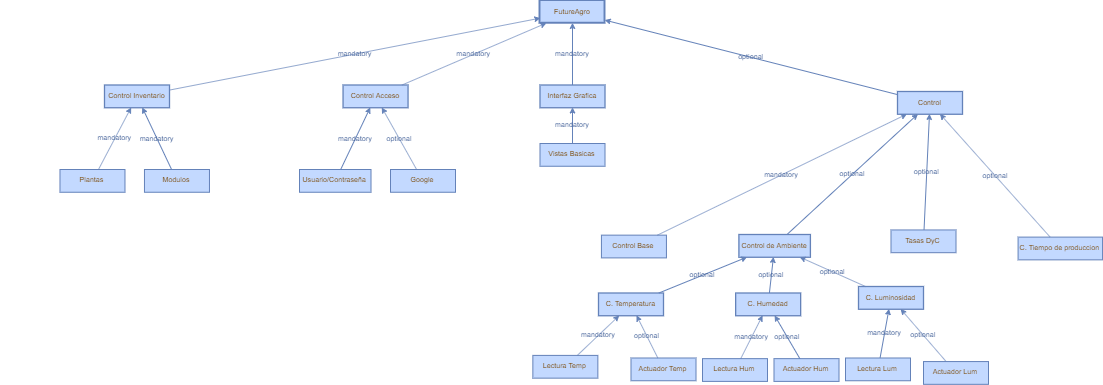 FutureAgro
mandatory
mandatory
mandatory
optional
Control Inventario
Control Acceso
Interfaz Grafica
Control
mandatory
mandatory
mandatory
optional
mandatory
Plantas
Modulos
Usuario/Contraseña
Google
Vistas Basicas
mandatory
optional
optional
optional
Control Base
Control de Ambiente
Tasas DyC
C. Tiempo de produccion
optional
optional
optional
C. Temperatura
C. Humedad
C. Luminosidad
mandatory
optional
mandatory
optional
mandatory
optional
Lectura Temp
Actuador Temp
Lectura Hum
Actuador Hum
Lectura Lum
Actuador Lum